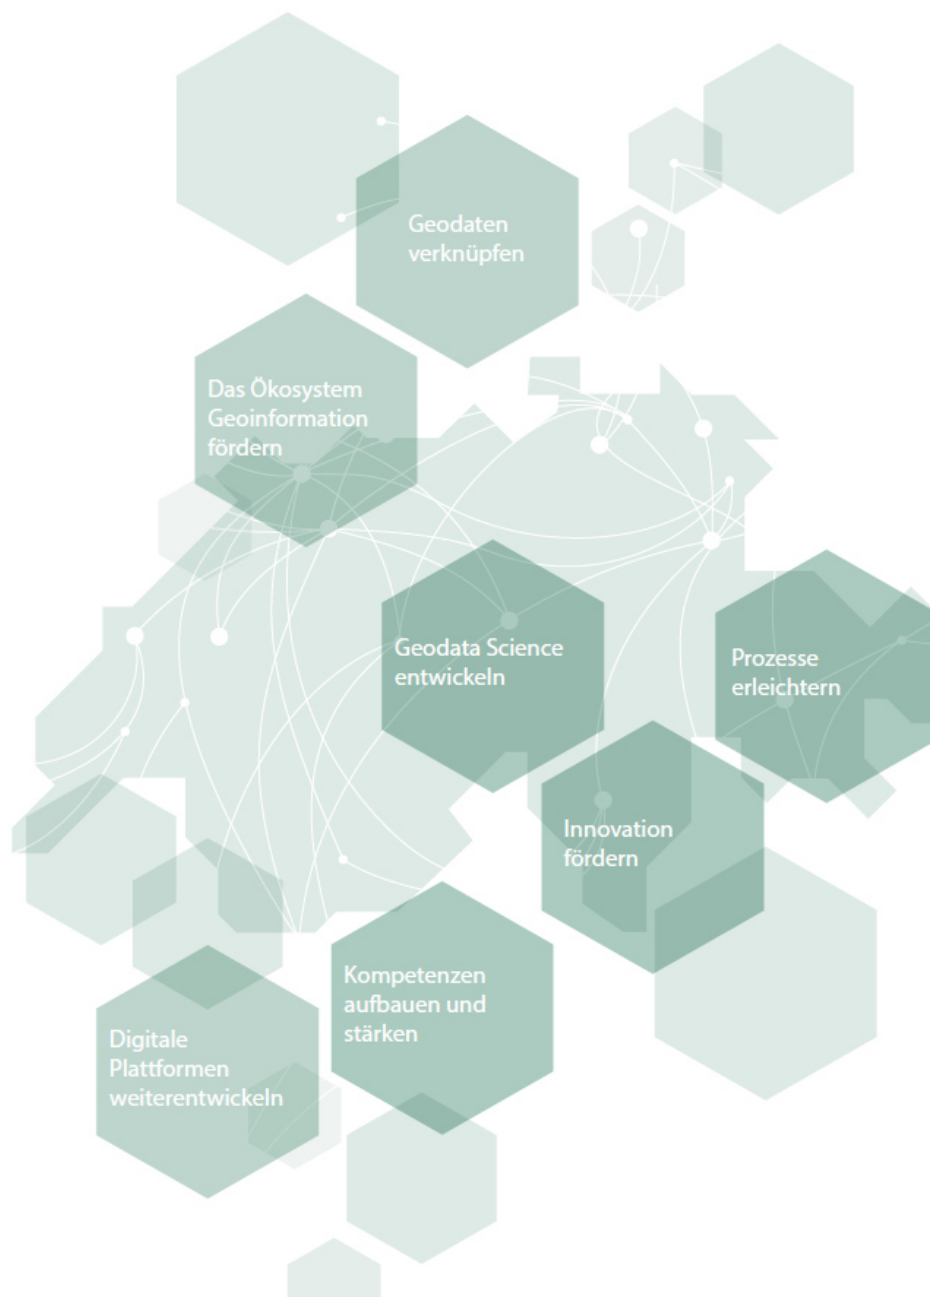 Geodaten
verknüpfen
Das Ökosystem
Geoinformation
fördern
Geodata Science
entwickeln
Prozesse
erleichtern
Innovation
fördern
Kompetenzen
aufbauen und
stärken
Digitale
Plattformen
weiterentwickeln